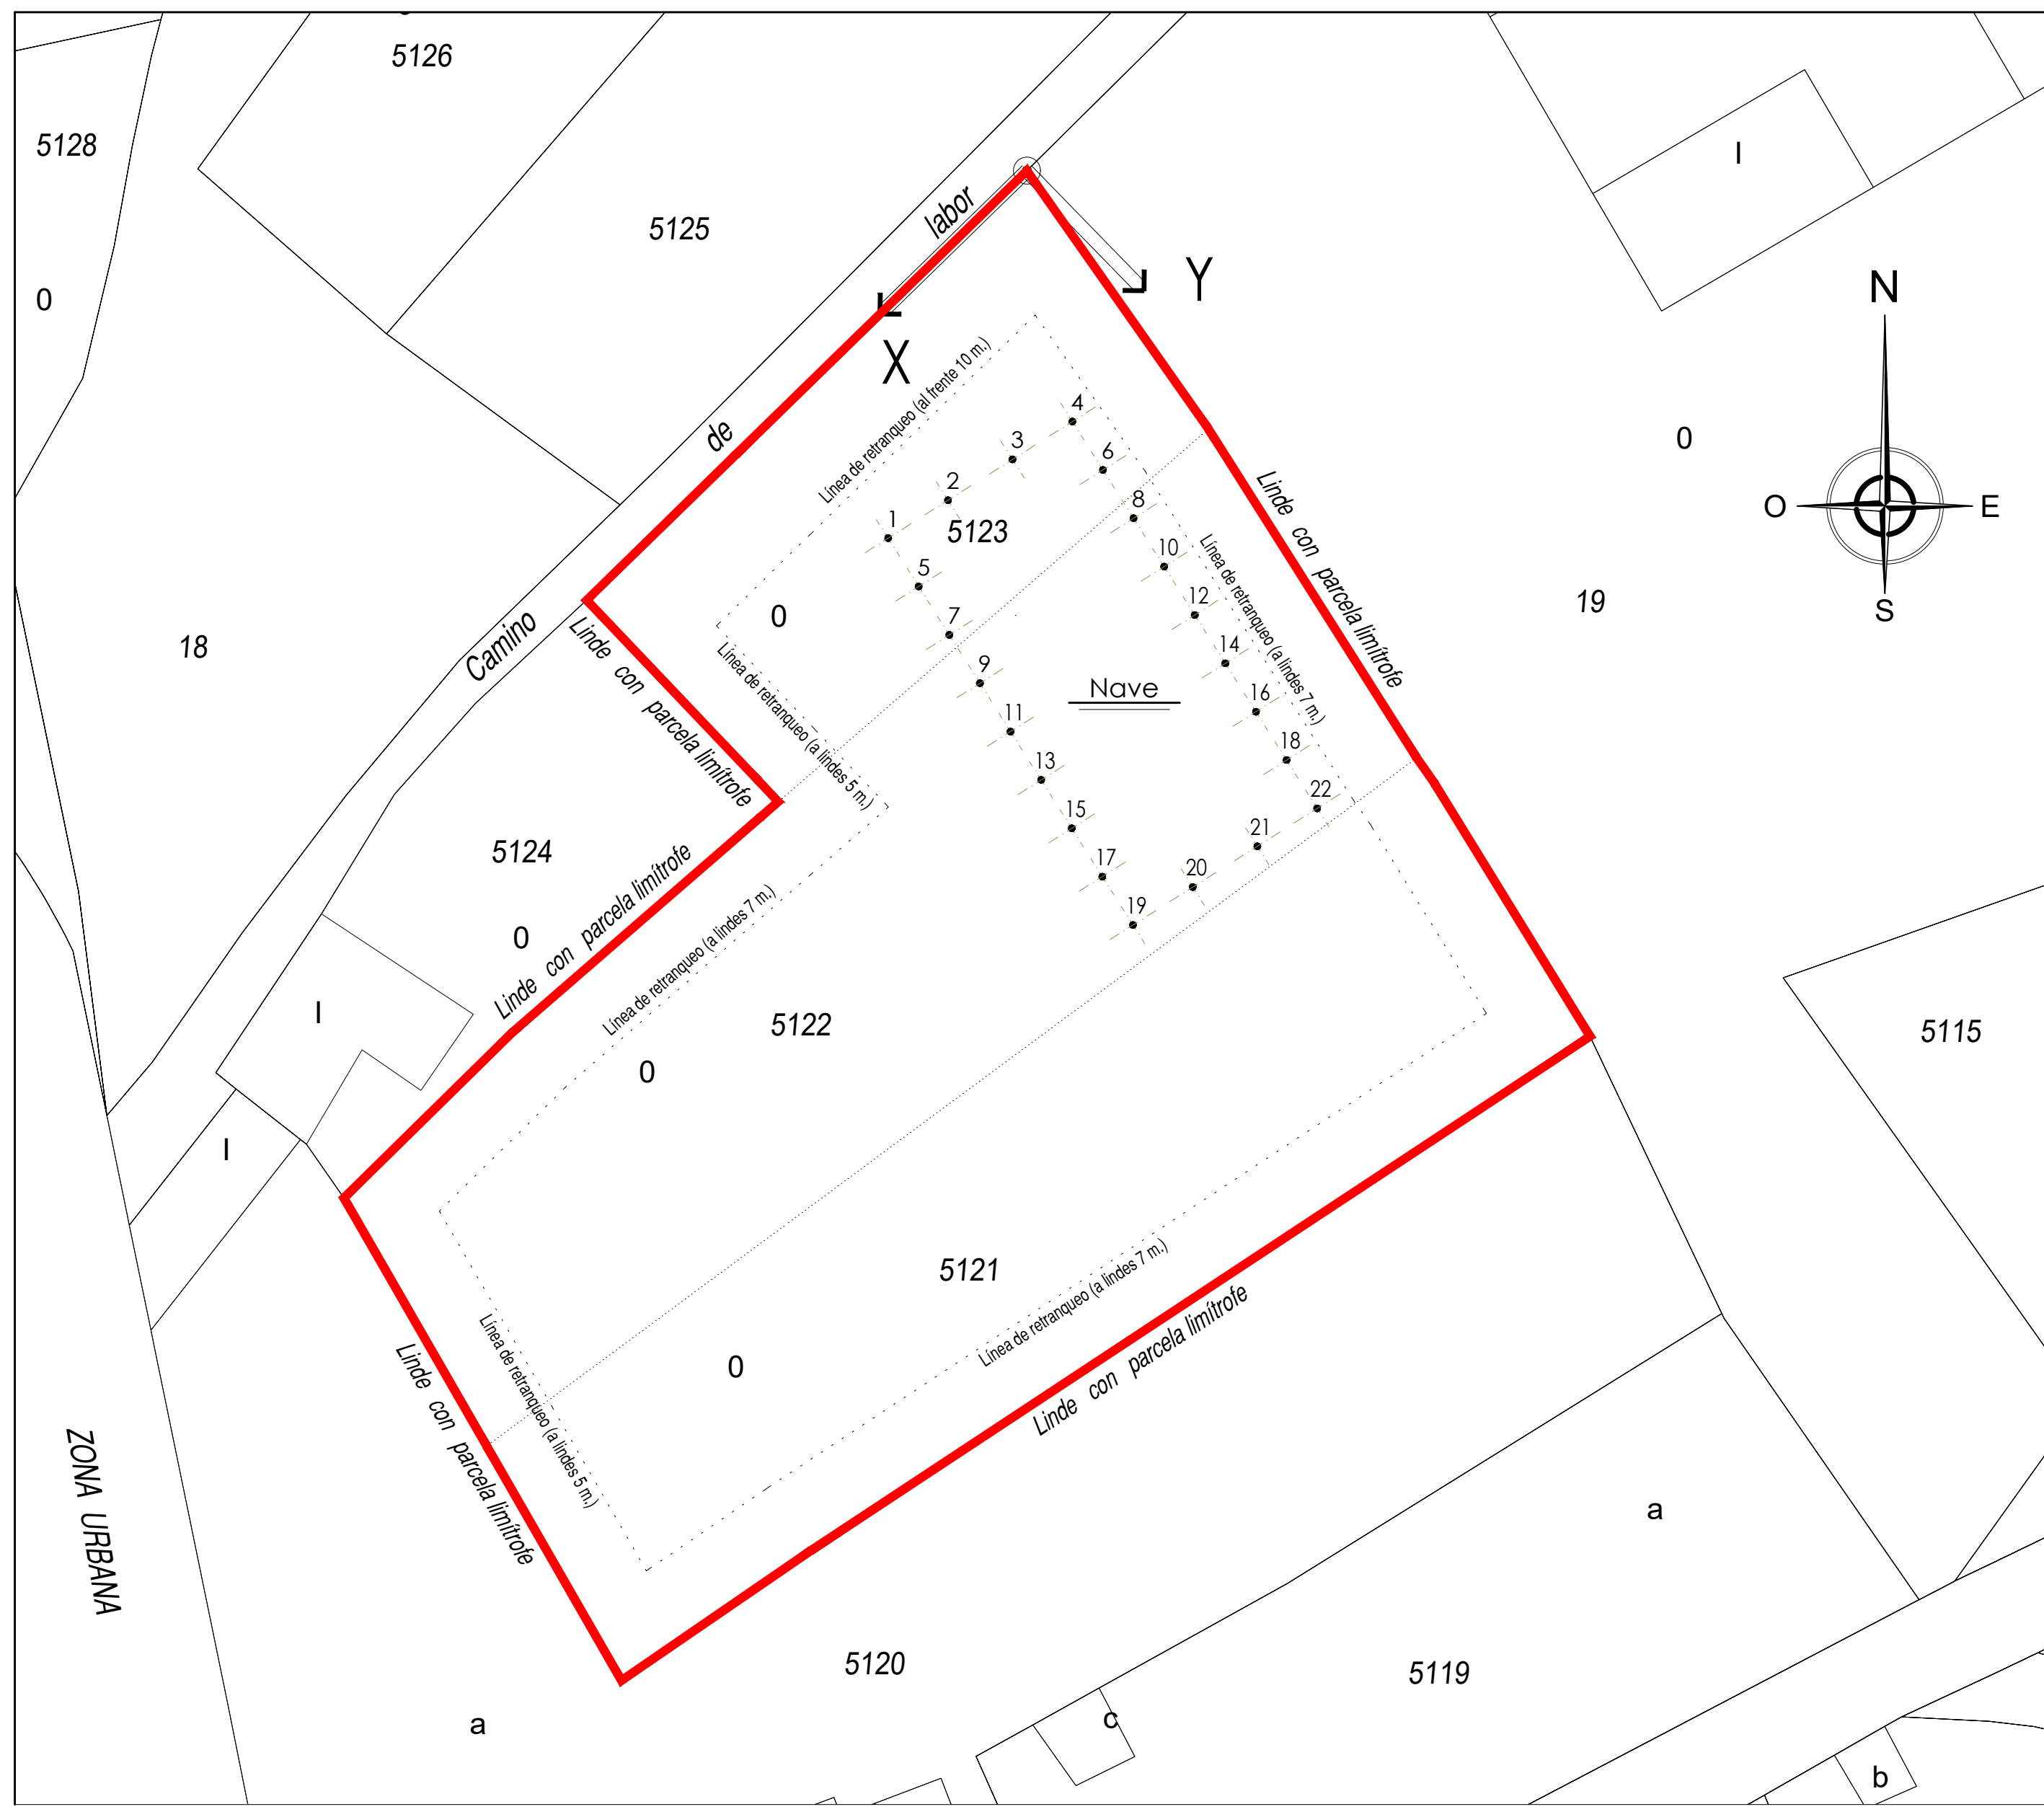 5126
5128
I
5125
labor
Y
N
0
X
Línea de retranqueo (al frente 10 m.)
4
0
3
de
6
2
8
O
E
1
5123
10
Linde con parcela limítrofe
5
12
19
S
0
Línea de retranqueo (a lindes 7 m.)
7
18
Camino
14
9
Nave
16
Linde con parcela limítrofe
11
18
Línea de retranqueo (a lindes 5 m.)
13
22
15
21
5124
17
20
0
Linde con parcela limítrofe
19
Línea de retranqueo (a lindes 7 m.)
I
5122
5115
0
I
5121
Línea de retranqueo (a lindes 7 m.)
0
Linde con parcela limítrofe
Línea de retranqueo (a lindes 5 m.)
Linde con parcela limítrofe
ZONA URBANA
a
5120
5119
a
c
b